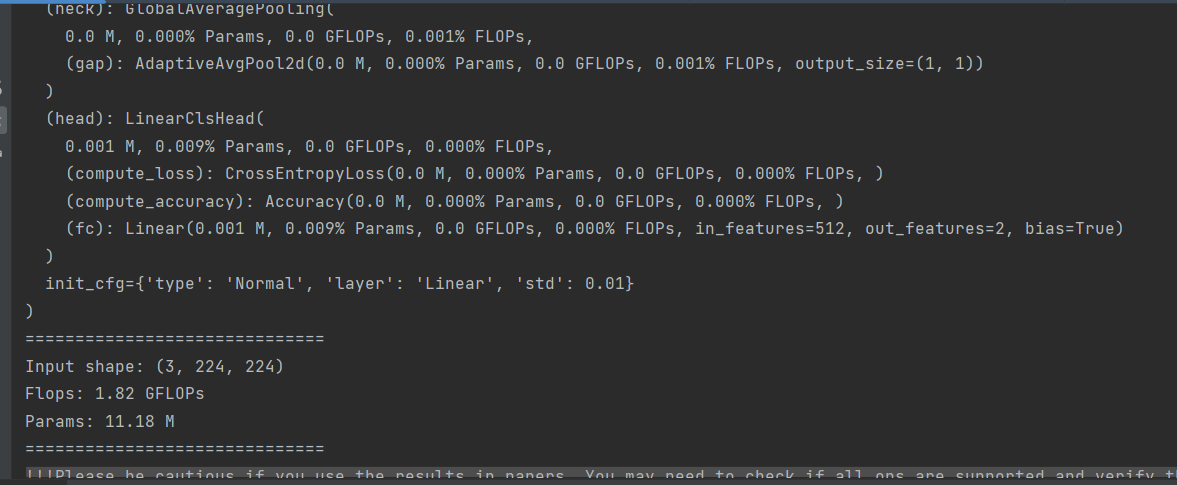 (neck): GlobalAveragePooling(
0.0 M, 0.000% Params, 0.0 GFLOPs, 0.001% FLOPs,
(gap): AdaptiveAvgPool2d(0.0 M, 0.000% Params, 0.0 GFLOPs, 0.001% FLOPs, output_size=(1, 1))
)
(head): LinearClsHead(
0.001 M, 0.009% Params, 0.0 GFLOPs, 0.000% FLOPs,
(compute_loss): CrossEntropyLoss(0.0 M, 0.000% Params, 0.0 GFLOPs, 0.000% FLOPs, )
(compute_accuracy): Accuracy(0.0 M, 0.000% Params, 0.0 GFLOPs, 0.000% FLOPs, )
(fc): Linear(0.001 M, 0.009% Params, 0.0 GFLOPs, 0.000% FLOPs, in_features=512, out_features=2, bias=True)
)
init_cfg={'type': 'Normal', 'layer': 'Linear', 'std': 0.01}
)
==============================
Input shape: (3, 224, 224)
Flops: 1.82 GFLOPs
Params: 11.18 M
==============================
!!!Please be cautious if you use the results in papers. You may need to check if all ops are supported and verify